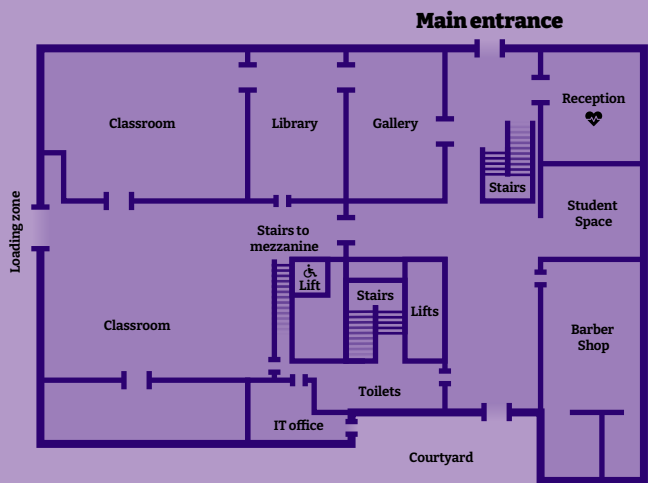 Main entrance
Classroom
Library
Gallery
Reception
Stairs
Student
Space
Loading zone
Stairs to
mezzanine
Lift
Stairs
Lifts
Classroom
Barber
Shop
Toilets
IT office
Courtyard